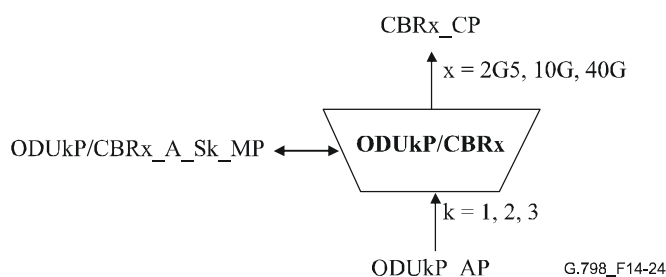 CBRx_CP
x = 2G5, 10G, 40G
ODUkP/CBRx_A_Sk_MP
ODUkP/CBRx
k = 1, 2, 3
ODUkP_AP
G.798_F14-24